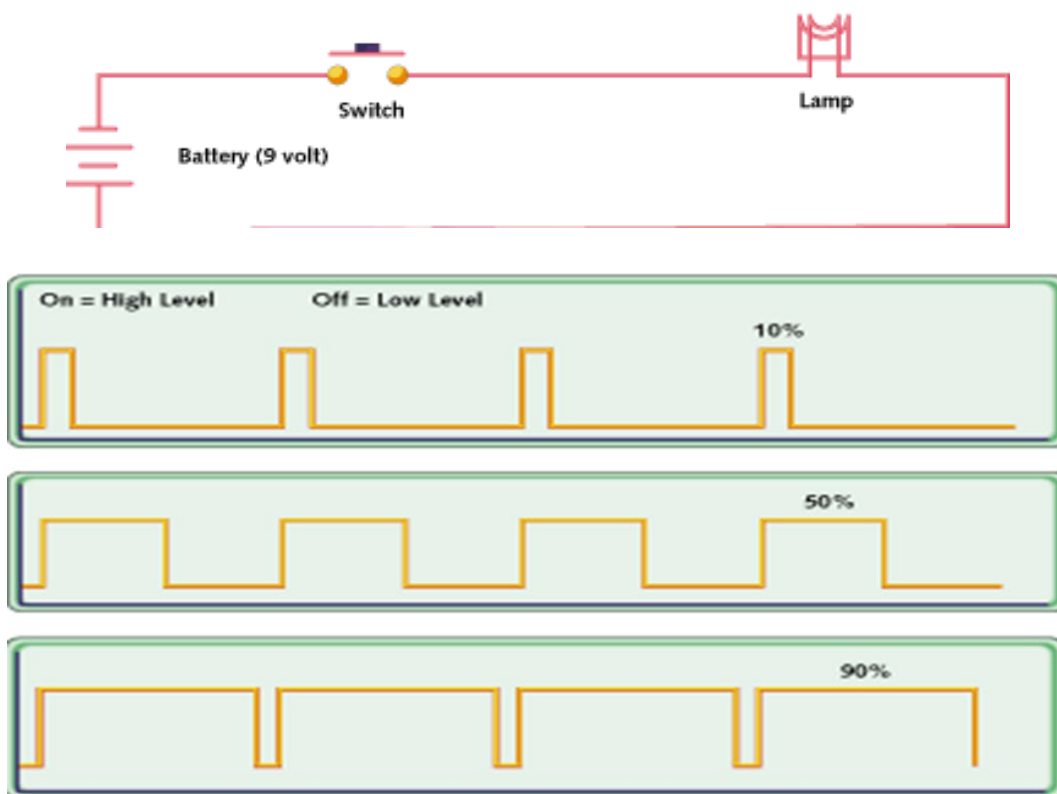 Switch
Lamp
Battery (9 volt)
On = High Level
Off = Low Level
10%
50%
90%